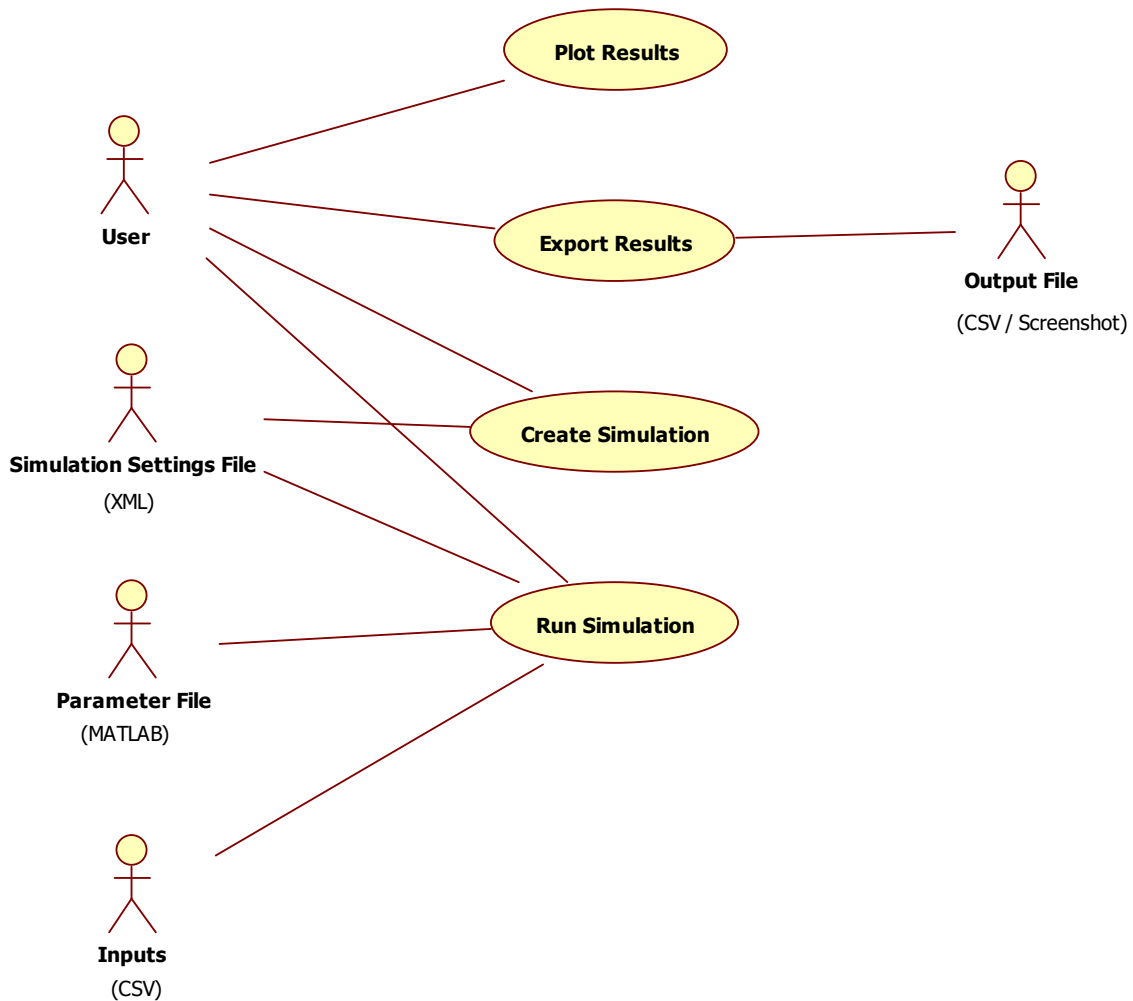 Plot Results
User
Export Results
Output File
(CSV / Screenshot)
Create Simulation
Simulation Settings File
(XML)
Run Simulation
Parameter File
(MATLAB)
Inputs
(CSV)